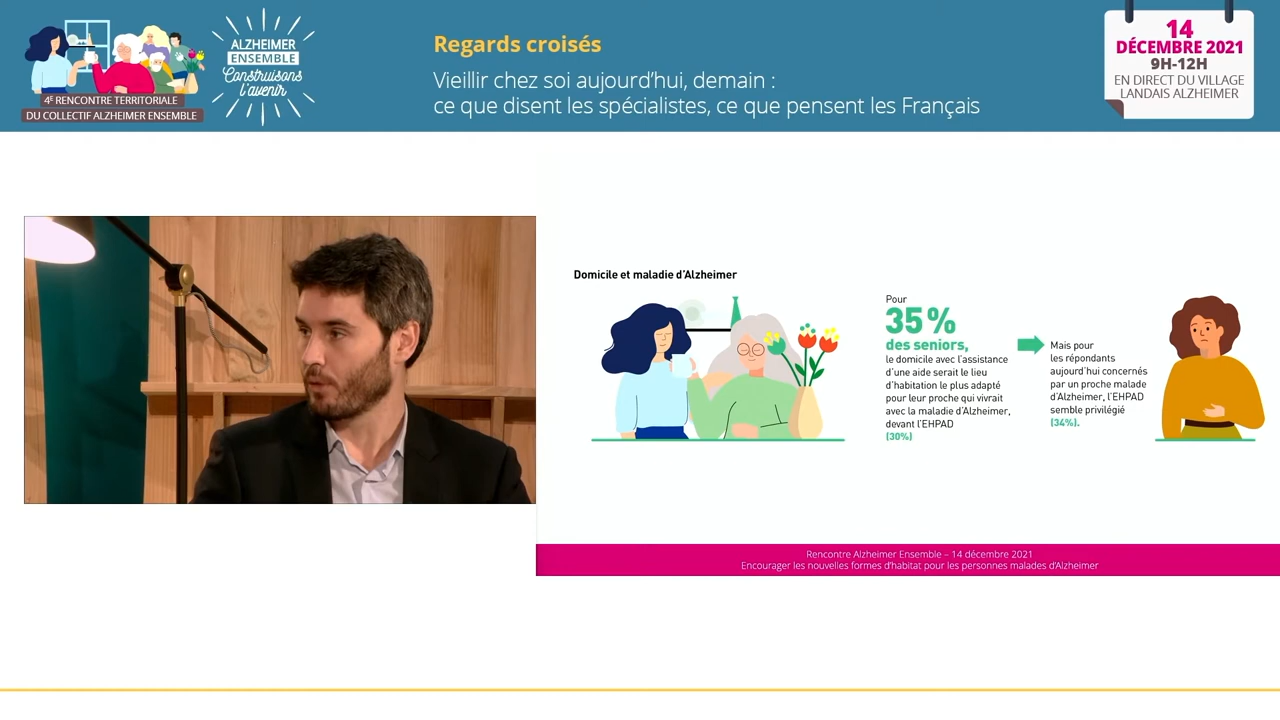 ALZHEIMER
ENSEMBLE
Construisons
l'avenir
4E RENCONTRE TERRITORIALE
DU COLLECTIF ALZHEIMER ENSEMBLE
Regards croisés
Vieillir chez soi aujourd'hui, demain :
ce que disent les spécialistes, ce que pensent les Français
14
DÉCEMBRE 2021
9H-12H
EN DIRECT DU VILLAGE
LANDAIS ALZHEIMER
Domicile et maladie d'Alzheimer
Pour
35 %
des seniors,
le domicile avec l'assistance
d'une aide serait le lieu
d'habitation le plus adapté
pour leur proche qui vivrait
avec la maladie d'Alzheimer,
devant l'EHPAD
(30%)
Mais pour
les répondants
aujourd'hui concernés
par un proche malade
d'Alzheimer, l'EHPAD
semble privilégié
(34%).
Rencontre Alzheimer Ensemble – 14 décembre 2021
Encourager les nouvelles formes d'habitat pour les personnes malades d'Alzheimer